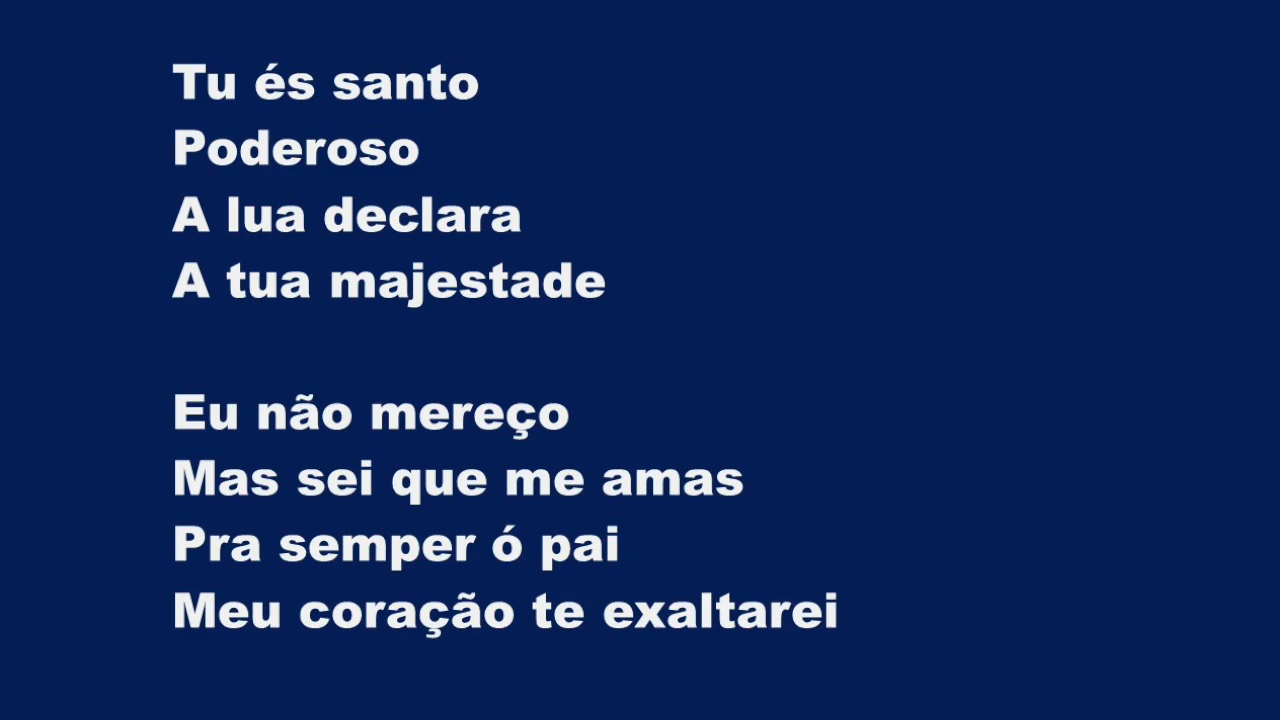 Tu és santo
Poderoso
A lua declara
A tua majestade
Eu não mereço
Mas sei que me amas
Pra semper ó pai
Meu coração te exaltarei